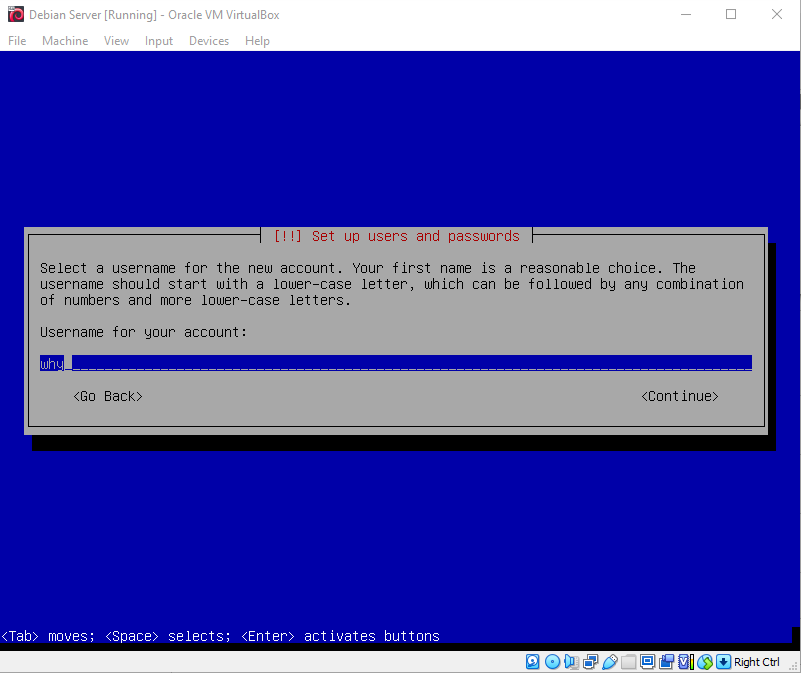 Debian Server [Running] - Oracle VM VirtualBox
File Machine View Input Devices Help
[!!] Set up users and passwords
Select a username for the new account. Your first name is a reasonable choice. The
username should start with a lower-case letter, which can be followed by any combination
of numbers and more lower-case letters.
Username for your account:
why
<Go Back> <Continue>
<Tab> moves; <Space> selects; <Enter> activates buttons
Right Ctrl